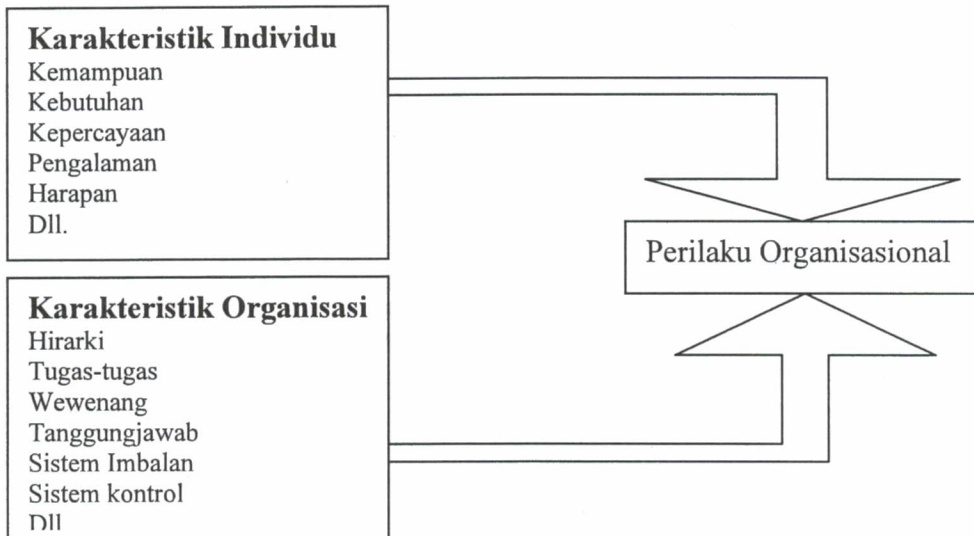 Karakteristik Individu
Kemampuan
Kebutuhan
Kepercayaan
Pengalaman
Harapan
Dll.
Karakteristik Organisasi
Hirarki
Tugas-tugas
Wewenang
Tanggungjawab
Sistem Imbalan
Sistem kontrol
Dll
Perilaku Organisasional